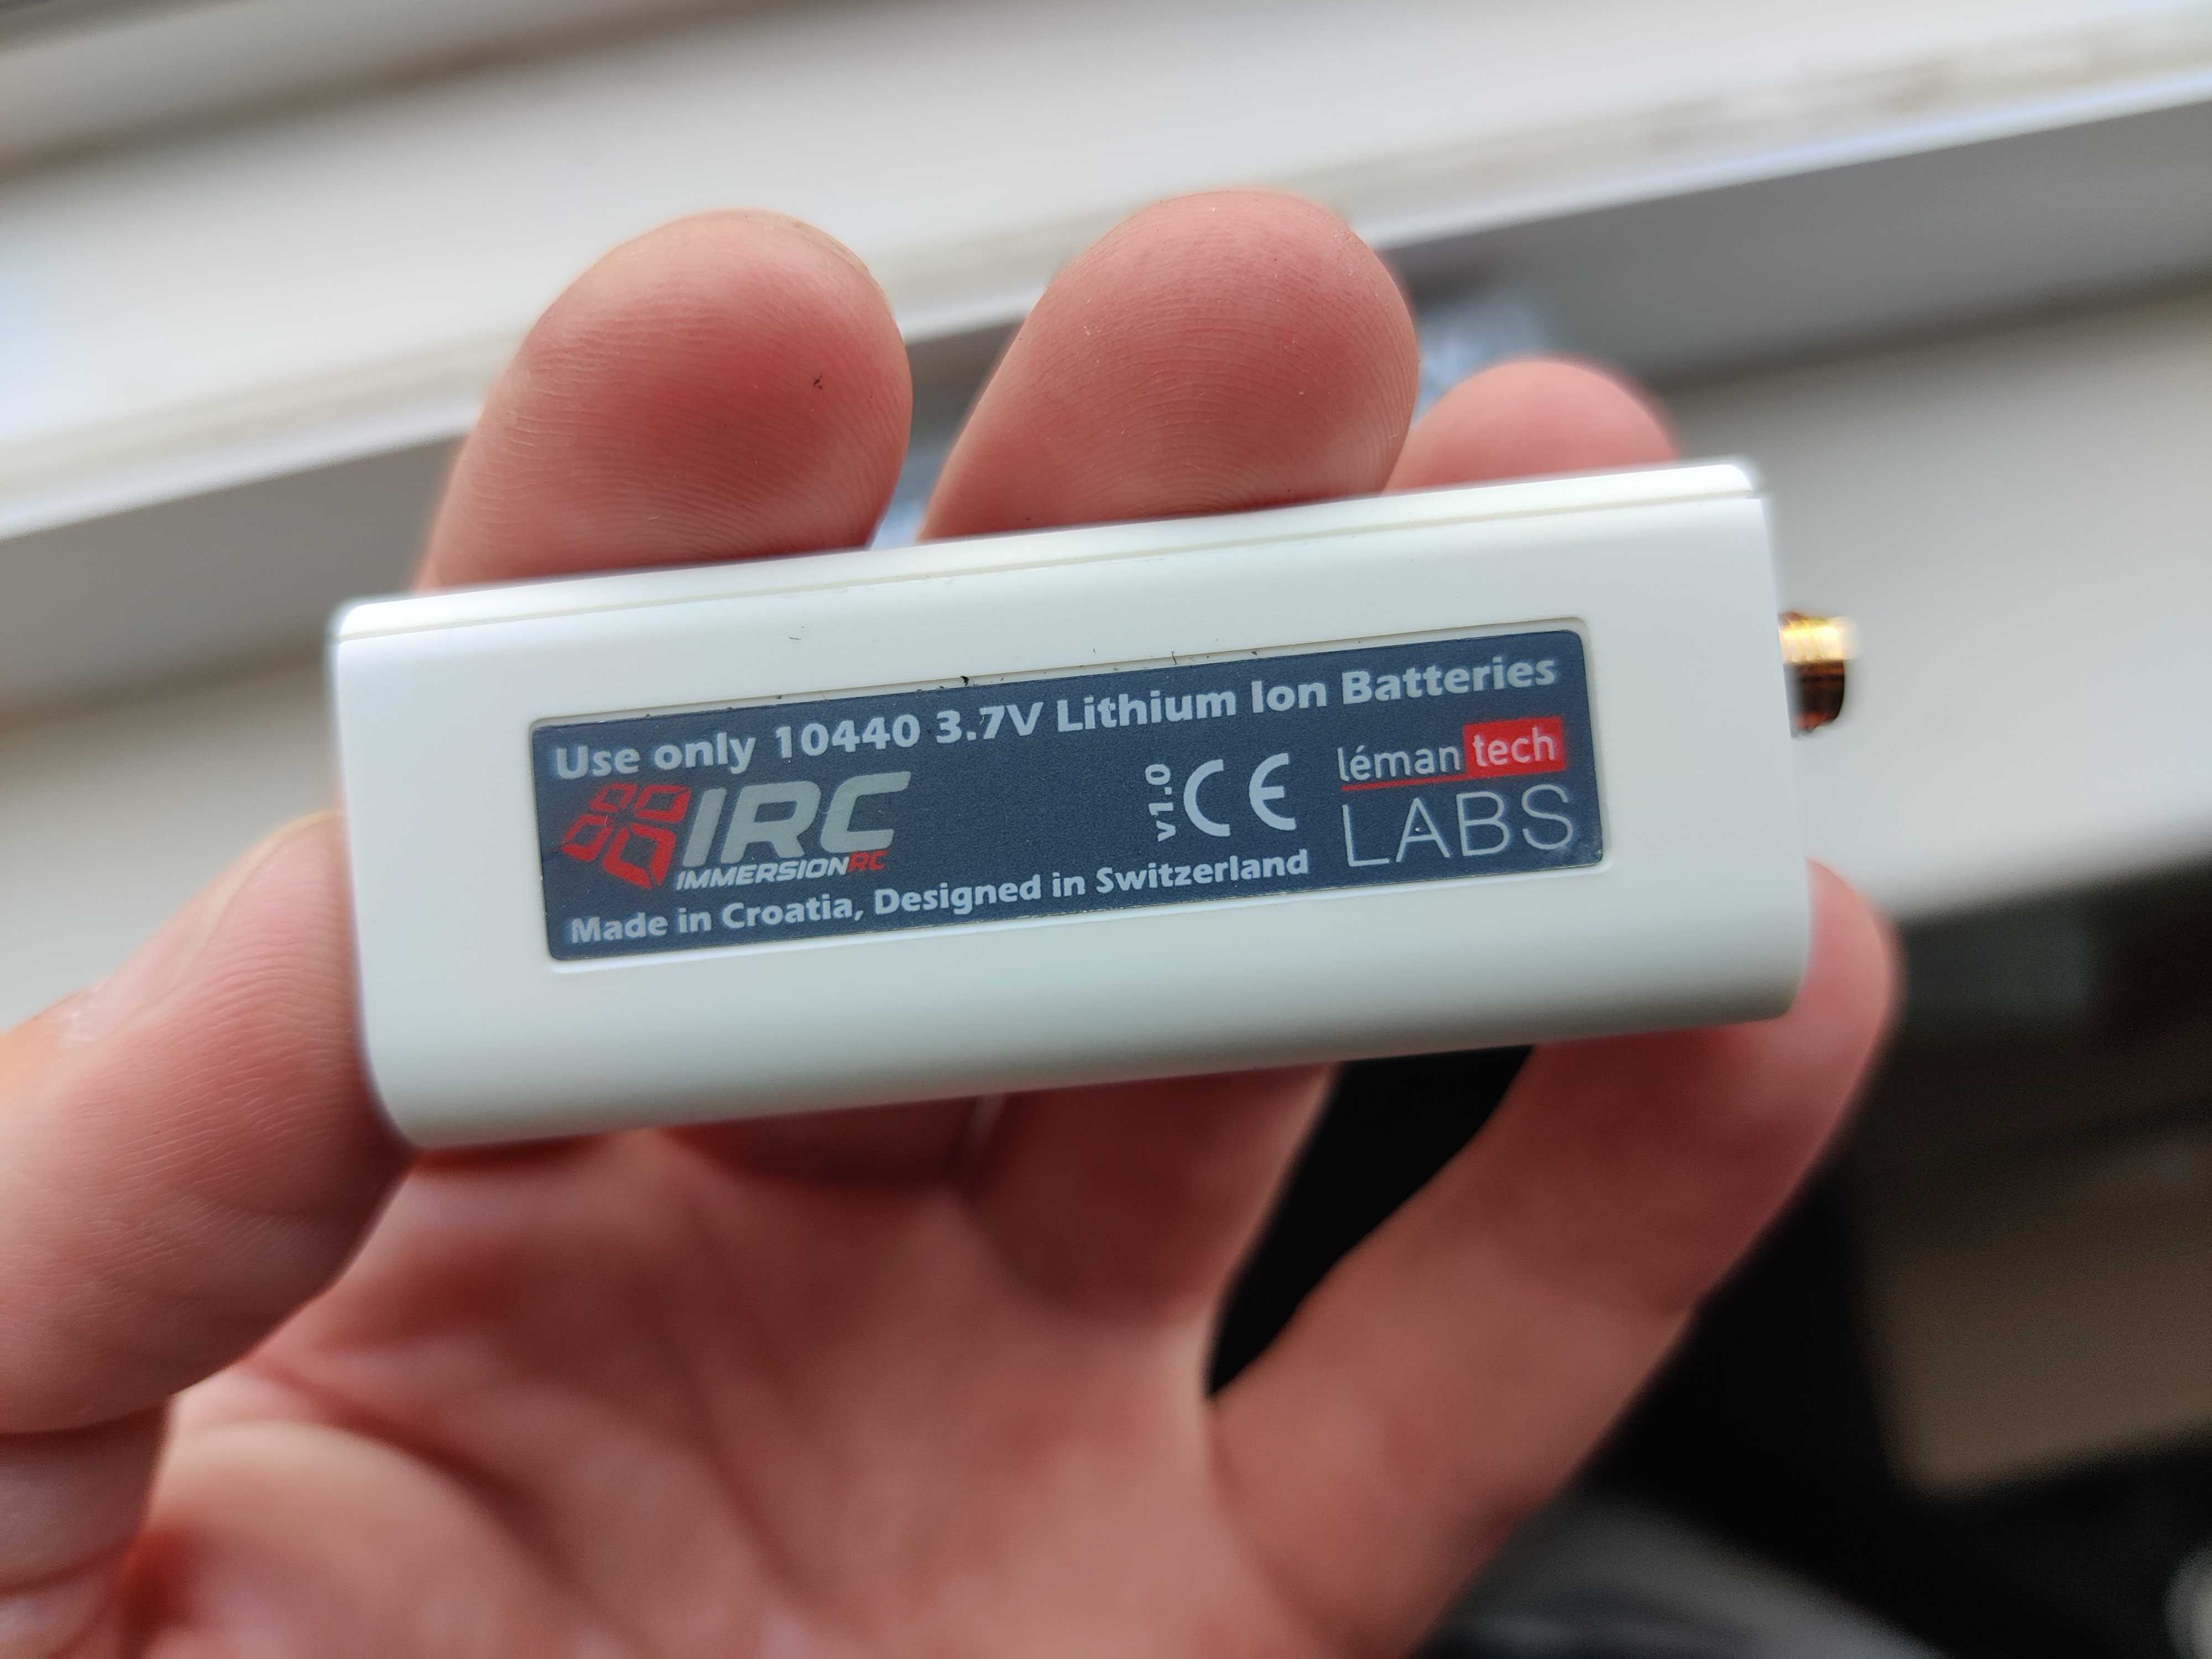 Use only 10440 3.7V Lithium Ion Batteries
IRC
IMMERSIONRC
v1.0
CE
léman tech
LABS
Made in Croatia, Designed in Switzerland